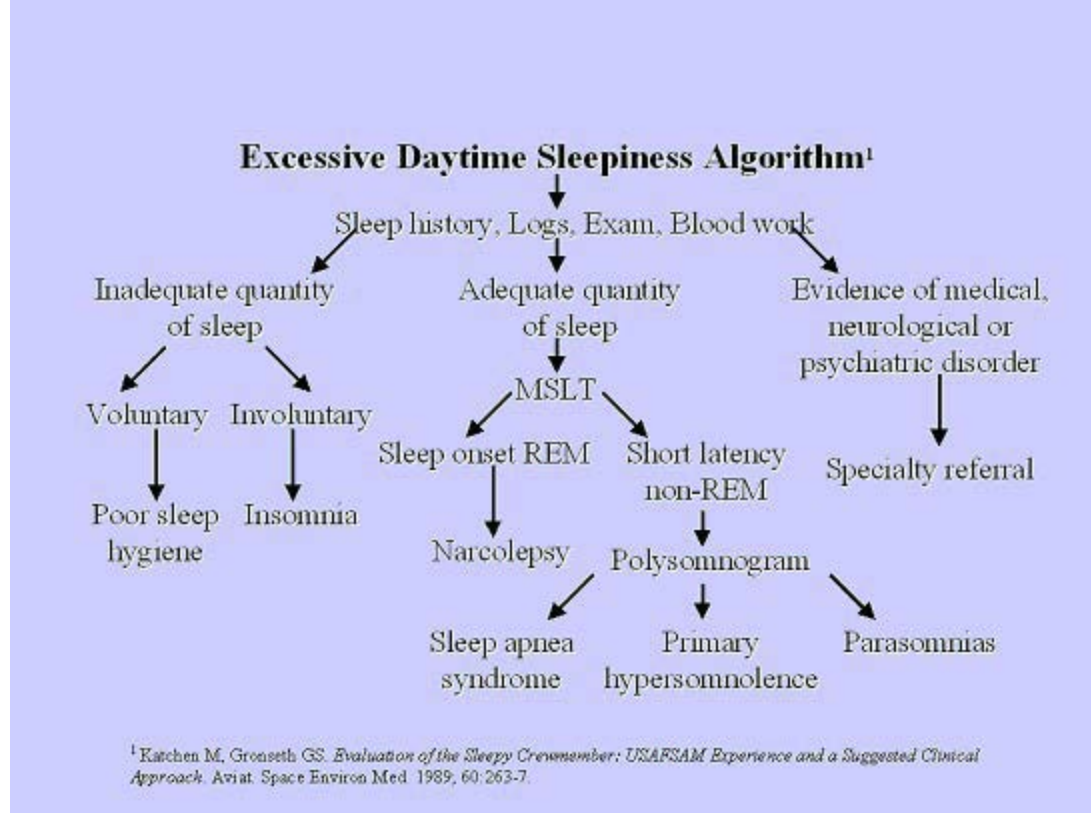 Excessive Daytime Sleepiness Algorithm¹
Sleep history, Logs, Exam, Blood work
Inadequate quantity
of sleep
Adequate quantity
of sleep
Evidence of medical,
neurological or
psychiatric disorder
Voluntary
Involuntary
MSLT
Sleep onset REM
Short latency
non-REM
Specialty referral
Poor sleep
hygiene
Insomnia
Narcolepsy
Polysomnogram
Sleep apnea
syndrome
Primary
hypersomnolence
Parasomnias
¹ Katchen M, Gronseth GS. Evaluation of the Sleepy Crewmember: USAFSAM Experience and a Suggested Clinical
Approach. Aviat. Space Environ Med. 1989; 60:263-7.